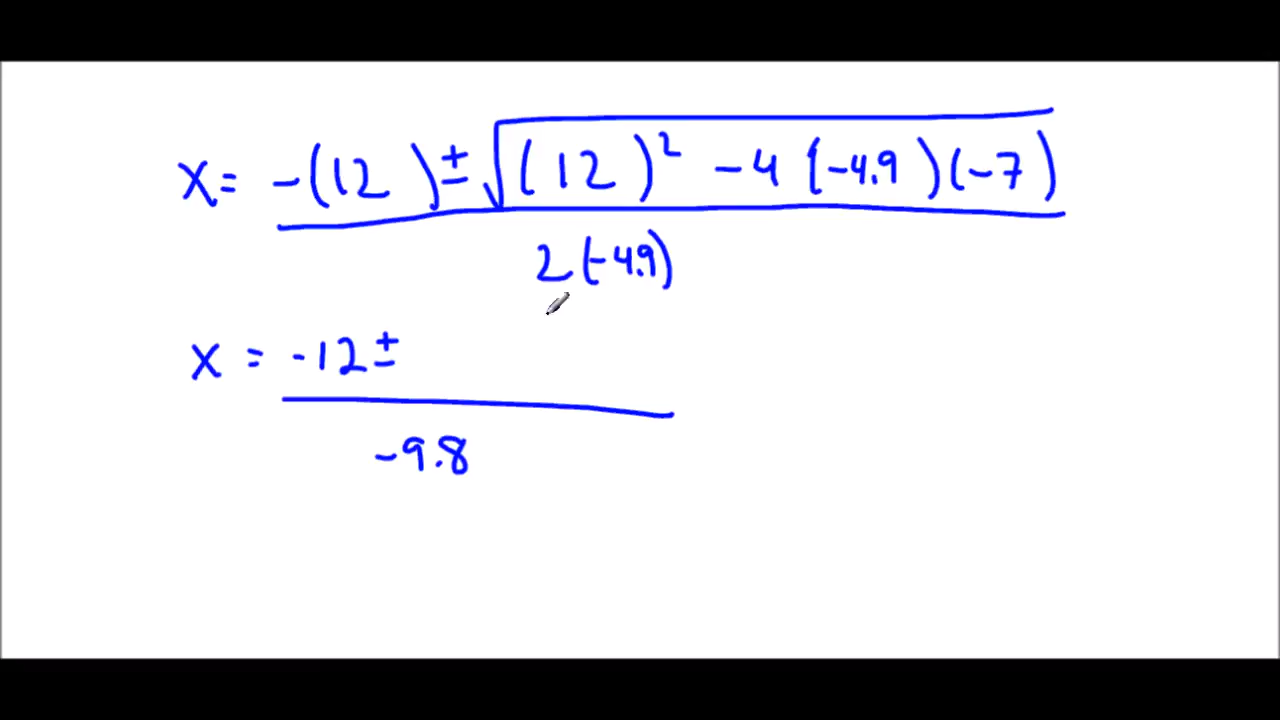 x = -(12) ± √((12)² - 4(-4.9)(-7))
2(-4.9)
x = -12 ±
-9.8